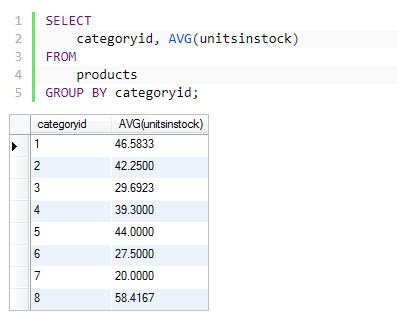 1 SELECT
2 categoryid, AVG(unitsinstock)
3 FROM
4 products
5 GROUP BY categoryid;
categoryid AVG(unitsinstock)
1 46.5833
2 42.2500
3 29.6923
4 39.3000
5 44.0000
6 27.5000
7 20.0000
8 58.4167